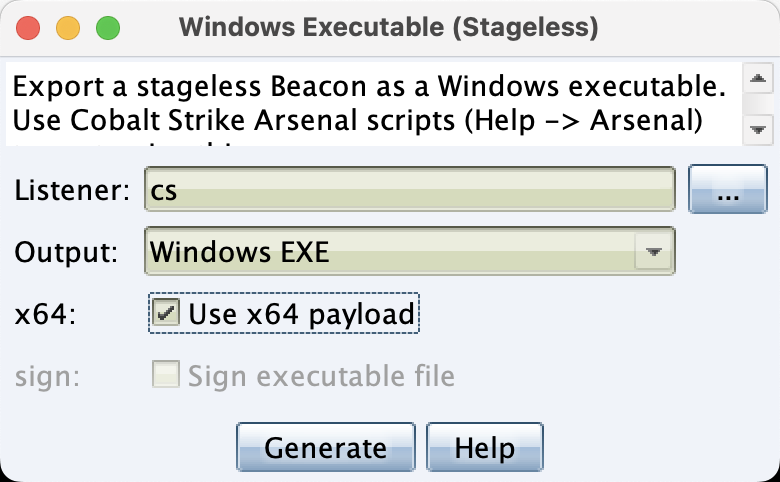 Windows Executable (Stageless)
Export a stageless Beacon as a Windows executable.
Use Cobalt Strike Arsenal scripts (Help -> Arsenal)
Listener: cs ...
Output: Windows EXE
x64: Use x64 payload
sign: Sign executable file
Generate Help